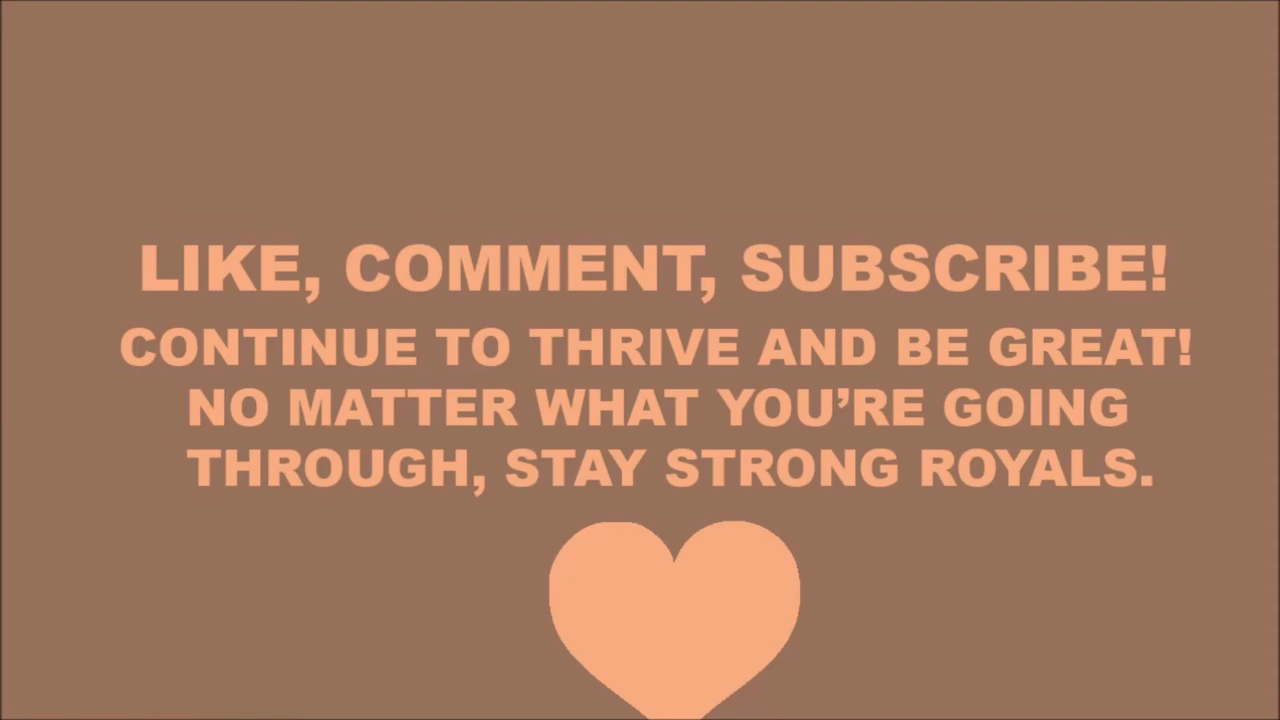 LIKE, COMMENT, SUBSCRIBE!
CONTINUE TO THRIVE AND BE GREAT!
NO MATTER WHAT YOU’RE GOING
THROUGH, STAY STRONG ROYALS.